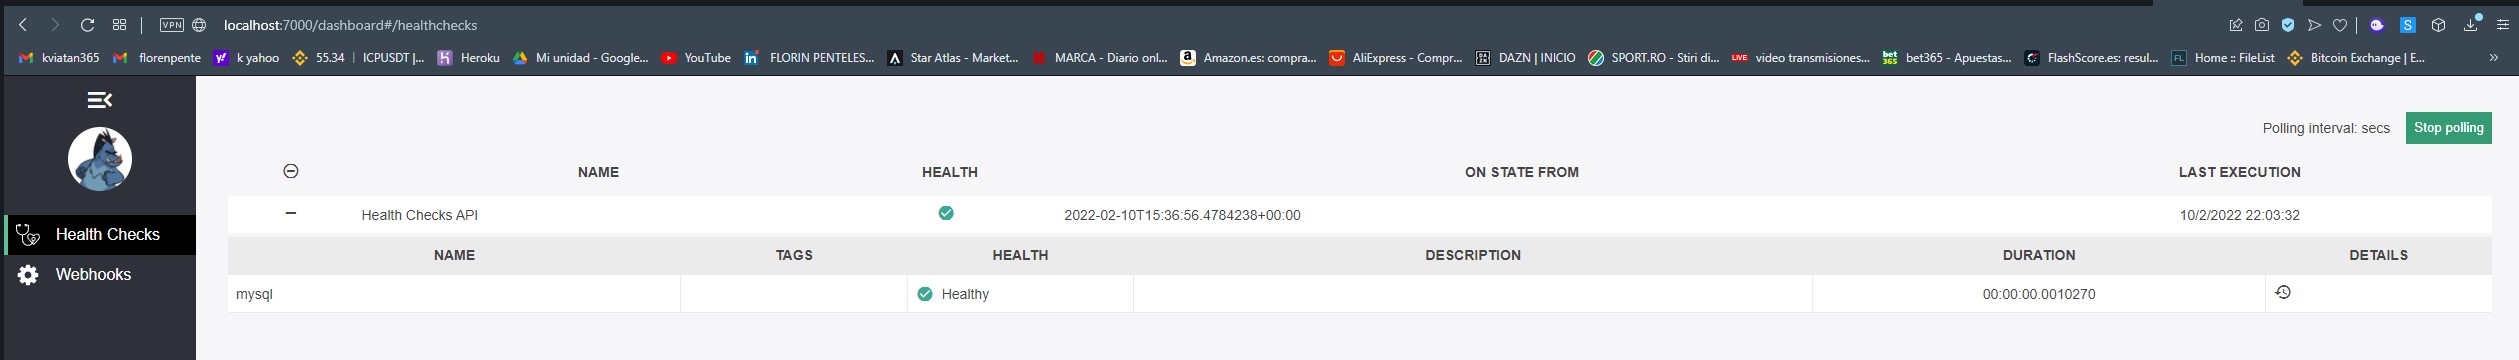 VPN localhost:7000/dashboard#/healthchecks S
kviatan365 florenpente k yahoo 55.34 | ICPUSDT |... Heroku Mi unidad - Google... YouTube FLORIN PENTELES... Star Atlas - Market... MARCA - Diario onl... Amazon.es: compra... AliExpress - Compr... DAZN | INICIO SPORT.RO - Stiri di... LIVE video transmisiones... bet365 bet365 - Apuestas... FlashScore.es: resul... FL Home :: FileList Bitcoin Exchange | E... »
Polling interval: secs Stop polling
NAME HEALTH ON STATE FROM LAST EXECUTION
Health Checks API 2022-02-10T15:36:56.4784238+00:00 10/2/2022 22:03:32
Health Checks
NAME TAGS HEALTH DESCRIPTION DURATION DETAILS
Webhooks
mysql Healthy 00:00:00.0010270